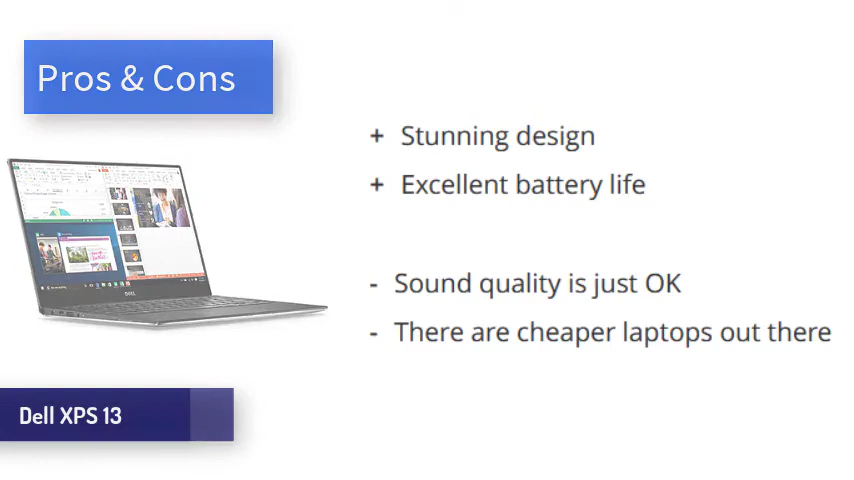 Pros & Cons
+ Stunning design
+ Excellent battery life
- Sound quality is just OK
- There are cheaper laptops out there
DELL
Dell XPS 13